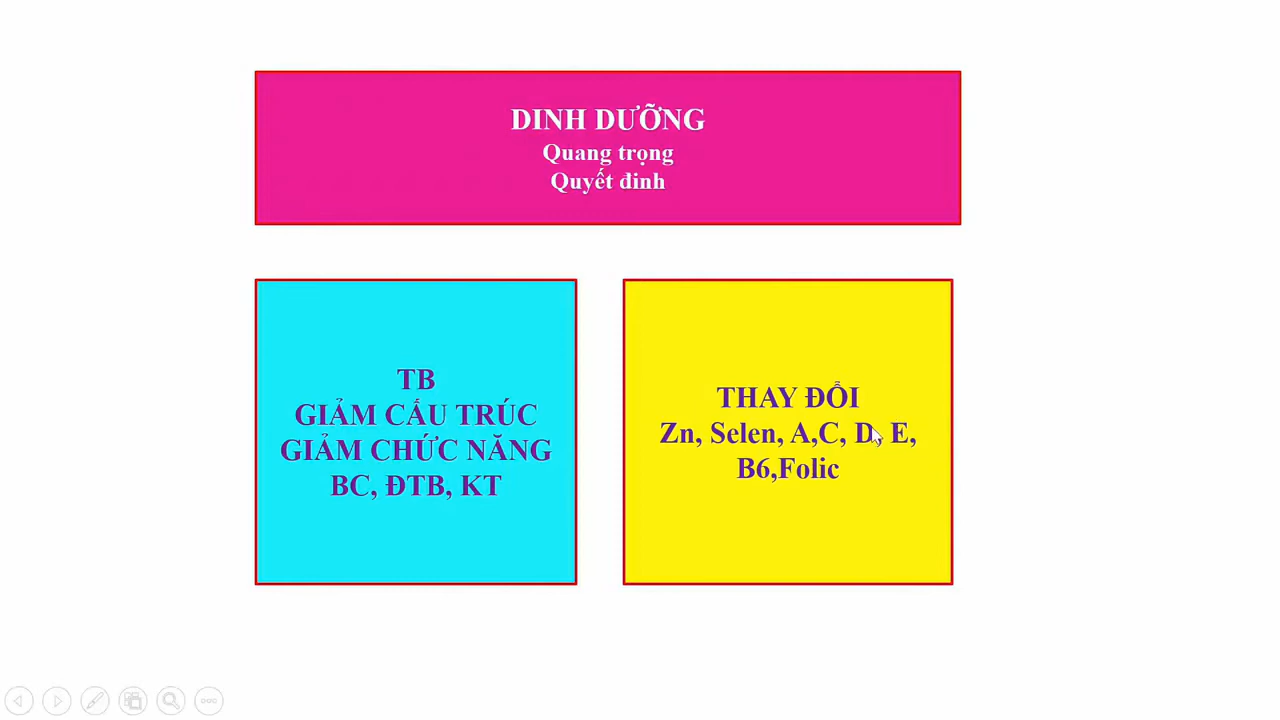 DINH DƯỠNG
Quang trọng
Quyết đinh
TB
GIẢM CẤU TRÚC
GIẢM CHỨC NĂNG
BC, ĐTB, KT
THAY ĐỔI
Zn, Selen, A,C, D, E,
B6,Folic